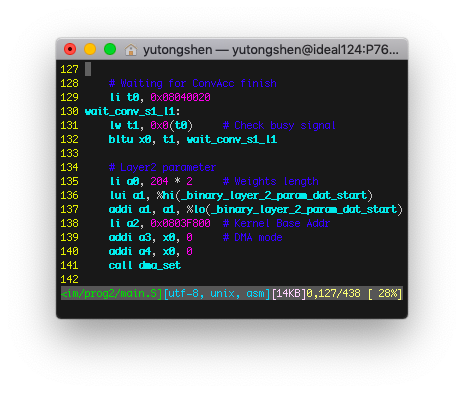 yutongshen — yutongshen@ideal124:P76...
127
128 # Waiting for ConvAcc finish
129 li t0, 0x08040020
130 wait_conv_s1_l1:
131 lw t1, 0x0(t0) # Check busy signal
132 bltu x0, t1, wait_conv_s1_l1
133
134 # Layer2 parameter
135 li a0, 204 * 2 # Weights length
136 lui a1, %hi(_binary_layer_2_param_dat_start)
137 addi a1, a1, %lo(_binary_layer_2_param_dat_start)
138 li a2, 0x0803F800 # Kernel Base Addr
139 addi a3, x0, 0 # DMA mode
140 addi a4, x0, 0
141 call dma_set
142
<im/prog2/main.S][utf-8, unix, asm][14KB]0,127/438 [ 28%]